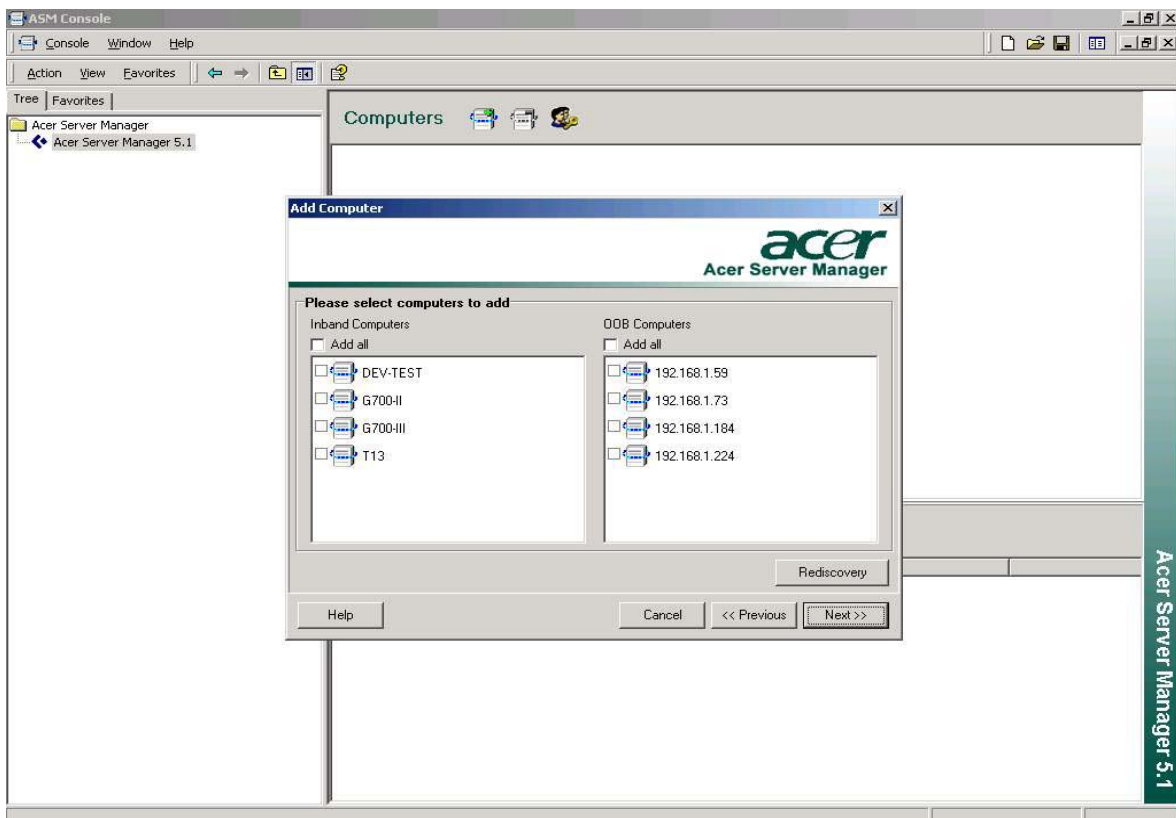 ASM Console
Console Window Help
Action View Favorites
Tree Favorites
Acer Server Manager
Acer Server Manager 5.1
Computers
Add Computer
acer
Acer Server Manager
Please select computers to add
Inband Computers
Add all
DEV-TEST
G700-II
G700-III
T13
OOB Computers
Add all
192.168.1.59
192.168.1.73
192.168.1.184
192.168.1.224
Rediscovery
Help
Cancel
<< Previous
Next >>
Acer Server Manager 5.1